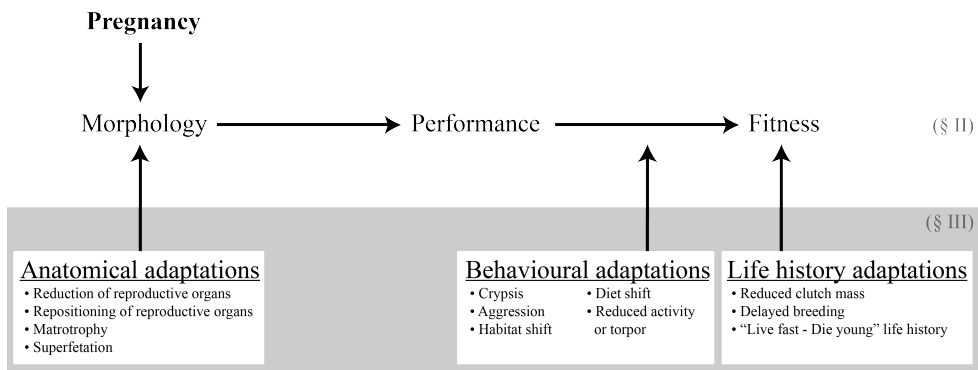 Pregnancy
Morphology
Performance
Fitness
(§ II)
(§ III)
Anatomical adaptations
• Reduction of reproductive organs
• Repositioning of reproductive organs
• Matrotrophy
• Superfetation
Behavioural adaptations
• Crypsis
• Aggression
• Habitat shift
• Diet shift
• Reduced activity
or torpor
Life history adaptations
• Reduced clutch mass
• Delayed breeding
• “Live fast - Die young” life history